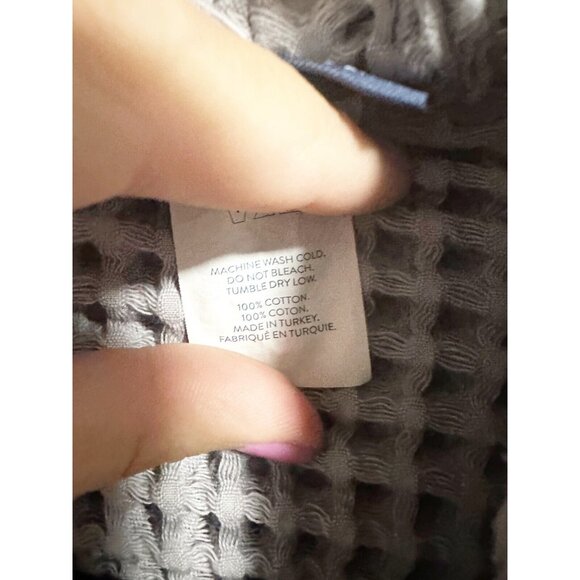 MACHINE WASH COLD.
DO NOT BLEACH.
TUMBLE DRY LOW.
100% COTTON.
100% COTON.
MADE IN TURKEY.
FABRIQUÉ EN TURQUIE.